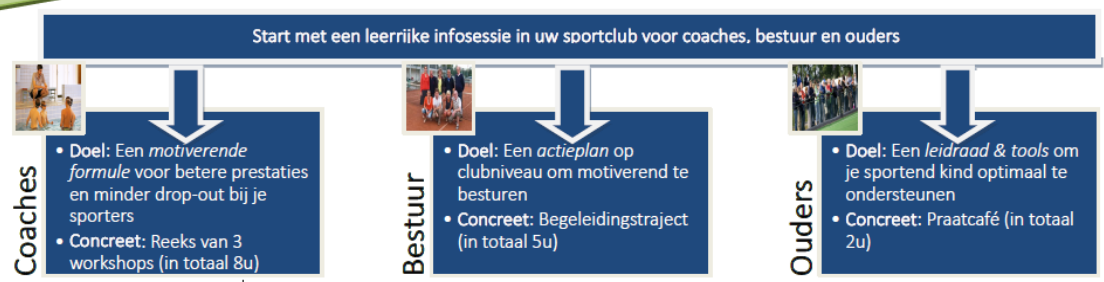 Start met een leerrijke infosessie in uw sportclub voor coaches, bestuur en ouders
Coaches
• Doel: Een motiverende
formule voor betere prestaties
en minder drop-out bij je
sporters
• Concreet: Reeks van 3
workshops (in totaal 8u)
Bestuur
• Doel: Een actieplan op
clubniveau om motiverend te
besturen
• Concreet: Begeleidingstraject
(in totaal 5u)
Ouders
• Doel: Een leidraad & tools om
je sportend kind optimaal te
ondersteunen
• Concreet: Praatcafé (in totaal
2u)